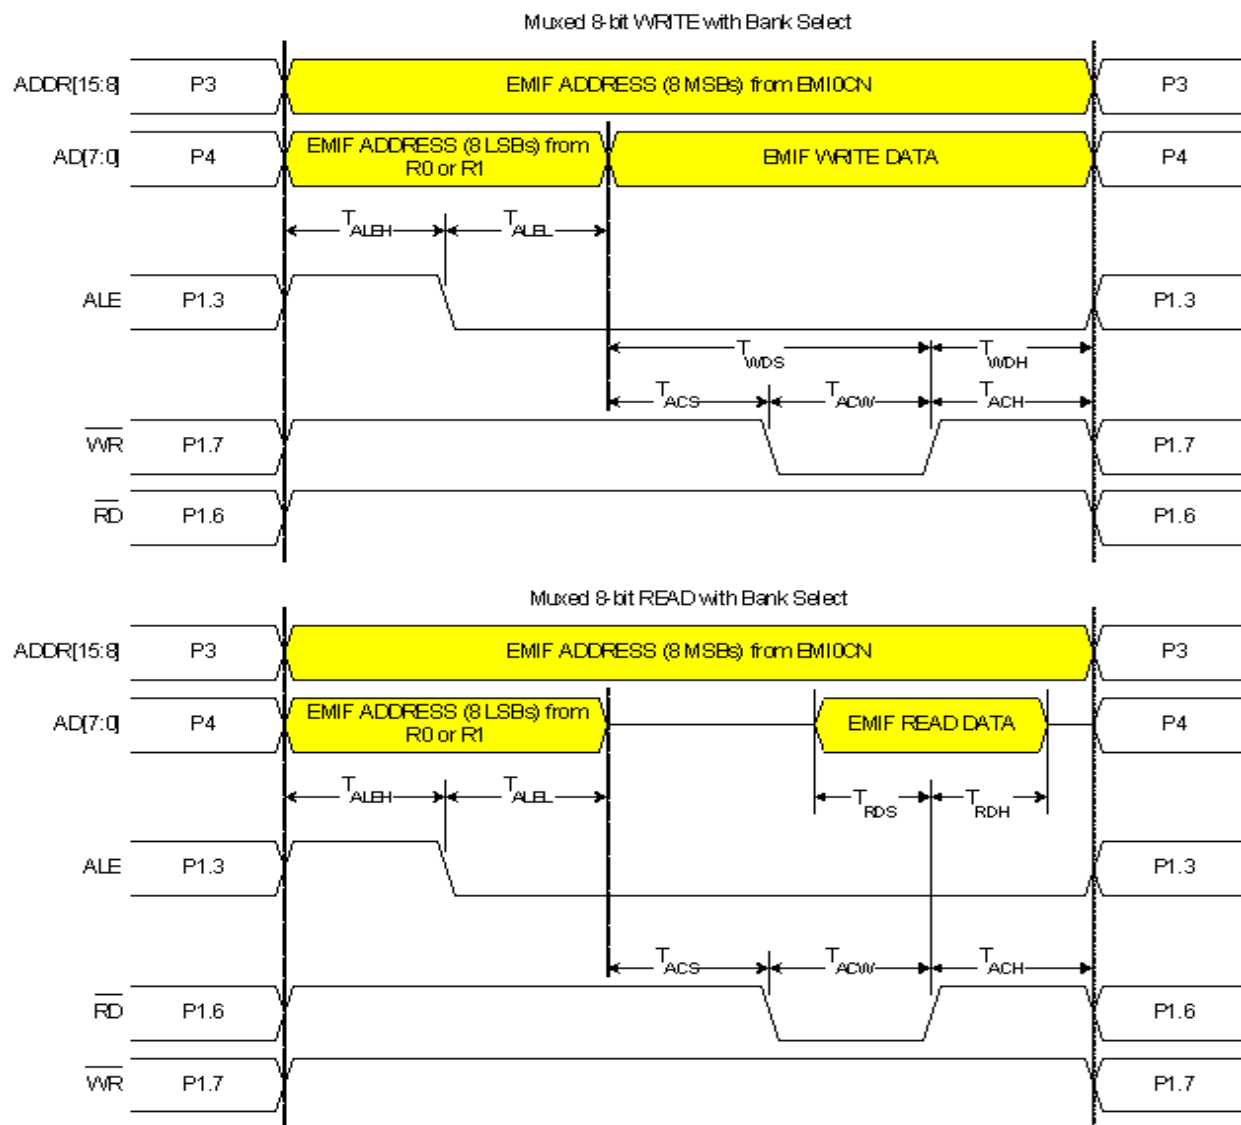 Muxed 8-bit WRITE with Bank Select
ADDR[15:8] P3 EMIF ADDRESS (8 MSBs) from EMI0CN P3
AD[7:0] P4 EMIF ADDRESS (8 LSBs) from
R0 or R1 EMIF WRITE DATA P4
TALEH TALEL
ALE P1.3 P1.3
TWDS TWDH
TACS TACW TACH
WR P1.7 P1.7
RD P1.6 P1.6
Muxed 8-bit READ with Bank Select
ADDR[15:8] P3 EMIF ADDRESS (8 MSBs) from EMI0CN P3
AD[7:0] P4 EMIF ADDRESS (8 LSBs) from
R0 or R1 EMIF READ DATA P4
TALEH TALEL TRDS TRDH
ALE P1.3 P1.3
TACS TACW TACH
RD P1.6 P1.6
WR P1.7 P1.7